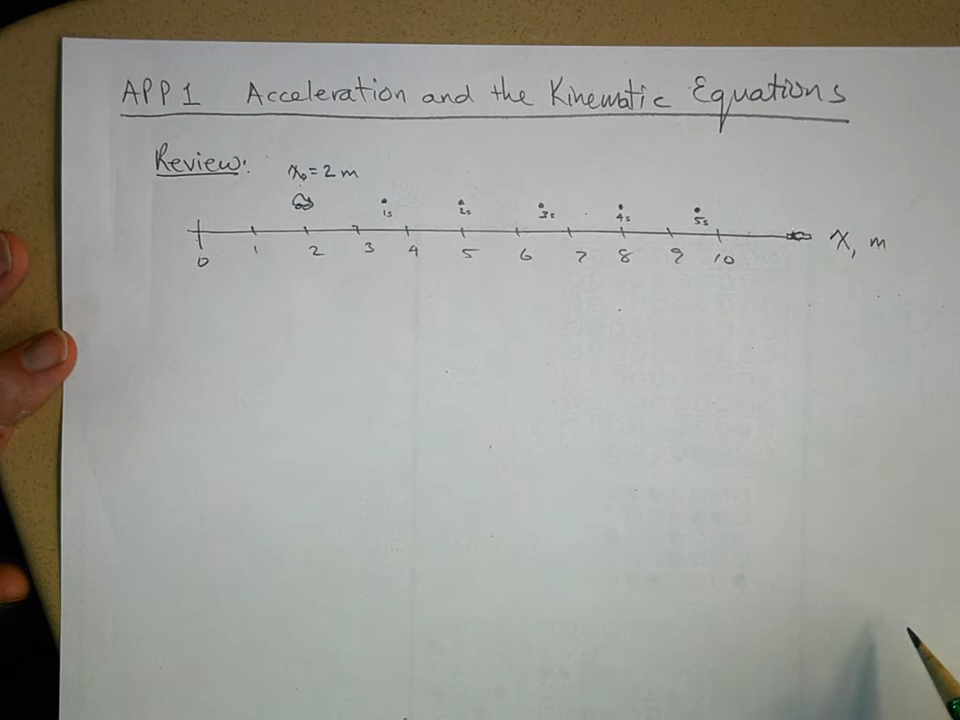 APP 1 Acceleration and the Kinematic Equations
Review:
x₀ = 2 m
1s 2s 3s 4s 5s
0 1 2 3 4 5 6 7 8 9 10 X, m